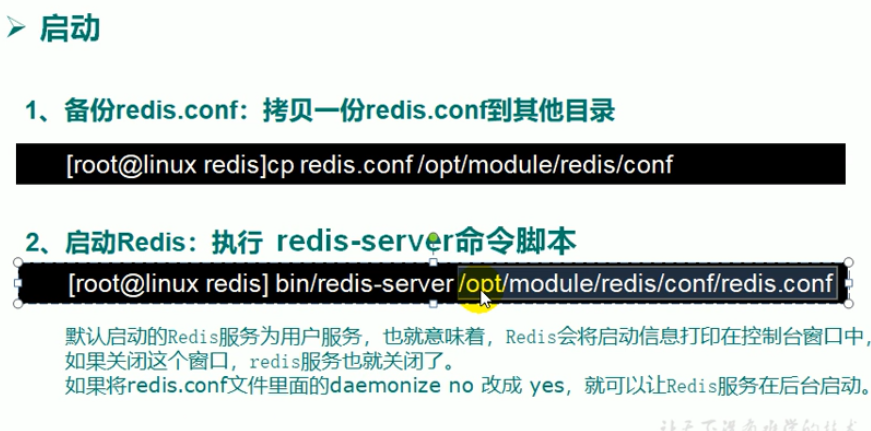 启动
1、备份redis.conf：拷贝一份redis.conf到其他目录
[root@linux redis]cp redis.conf /opt/module/redis/conf
2、启动Redis：执行 redis-server命令脚本
[root@linux redis] bin/redis-server /opt/module/redis/conf/redis.conf
默认启动的Redis服务为用户服务，也就意味着，Redis会将启动信息打印在控制台窗口中，
如果关闭这个窗口，redis服务也就关闭了。
如果将redis.conf文件里面的daemonize no 改成 yes，就可以让Redis服务在后台启动。